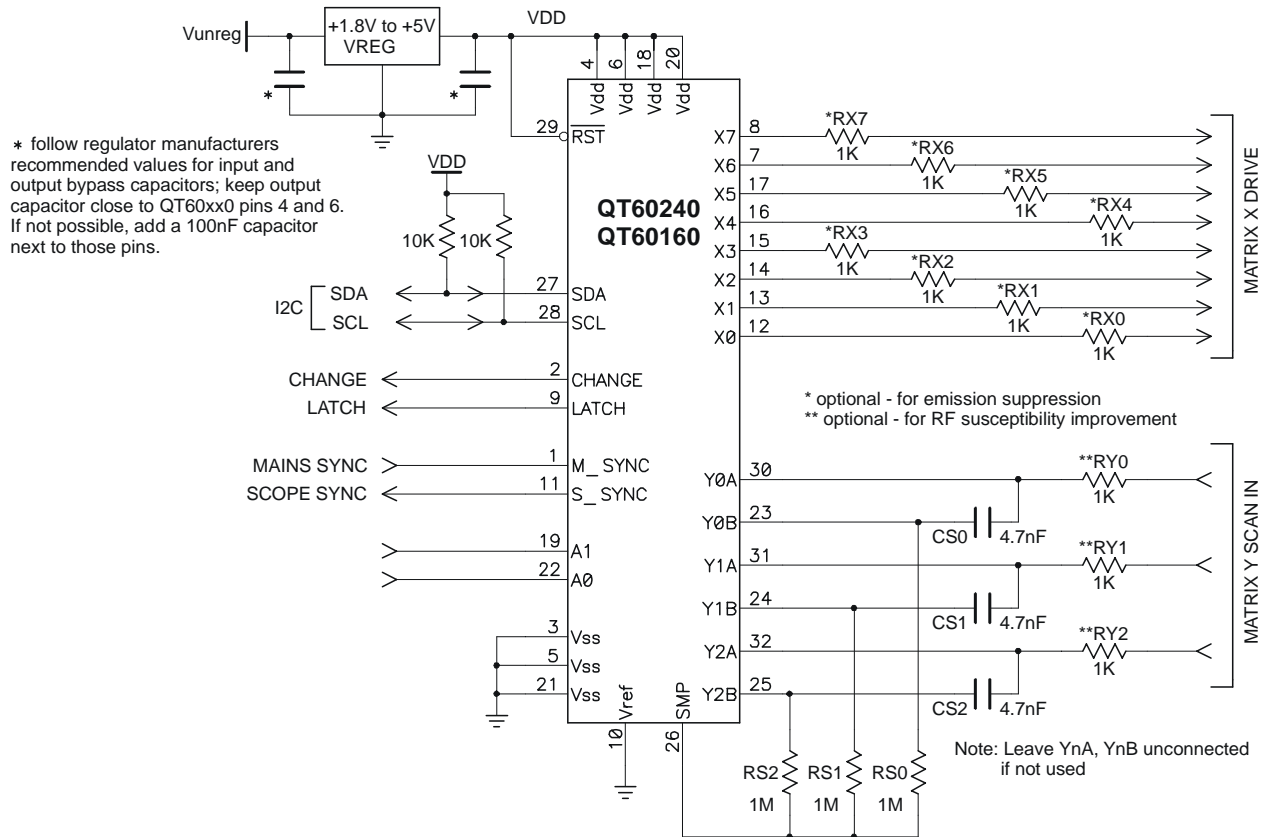 Vunreg
+1.8V to +5V
VREG
VDD
*
*
4
6
18
20
Vdd
Vdd
Vdd
Vdd
29
RST
* follow regulator manufacturers
recommended values for input and
output bypass capacitors; keep output
capacitor close to QT60xx0 pins 4 and 6.
If not possible, add a 100nF capacitor
next to those pins.
VDD
10K
10K
QT60240
QT60160
I2C
SDA
27
SDA
SCL
28
SCL
CHANGE
2
CHANGE
LATCH
9
LATCH
MAINS SYNC
1
M_ SYNC
SCOPE SYNC
11
S_ SYNC
19
A1
22
A0
3
Vss
5
Vss
21
Vss
Vref
10
SMP
26
X7
8
*RX7
1K
X6
7
*RX6
1K
X5
17
*RX5
1K
X4
16
*RX4
1K
X3
15
*RX3
1K
X2
14
*RX2
1K
X1
13
*RX1
1K
X0
12
*RX0
1K
MATRIX X DRIVE
* optional - for emission suppression
** optional - for RF susceptibility improvement
Y0A
30
**RY0
1K
Y0B
23
CS0
4.7nF
Y1A
31
**RY1
1K
Y1B
24
CS1
4.7nF
Y2A
32
**RY2
1K
Y2B
25
CS2
4.7nF
MATRIX Y SCAN IN
RS2
1M
RS1
1M
RS0
1M
Note: Leave YnA, YnB unconnected
if not used